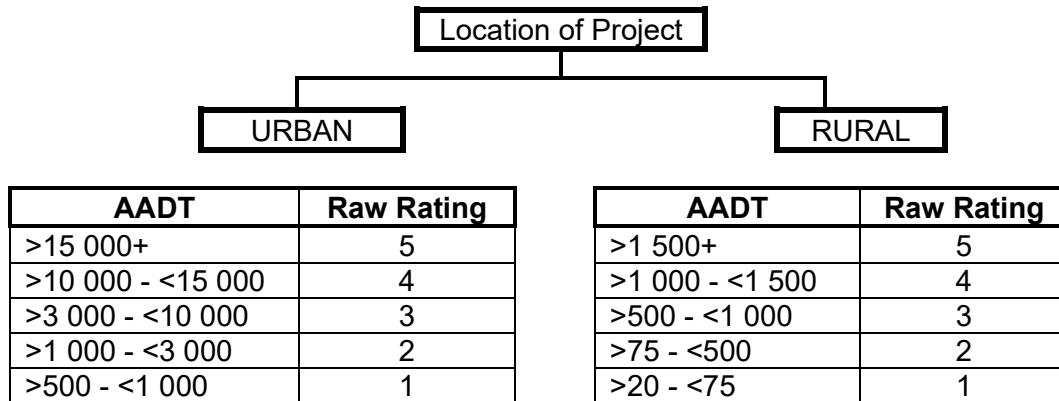 Location of Project
URBAN
RURAL
AADT Raw Rating
>15 000+ 5
>10 000 - <15 000 4
>3 000 - <10 000 3
>1 000 - <3 000 2
>500 - <1 000 1
AADT Raw Rating
>1 500+ 5
>1 000 - <1 500 4
>500 - <1 000 3
>75 - <500 2
>20 - <75 1